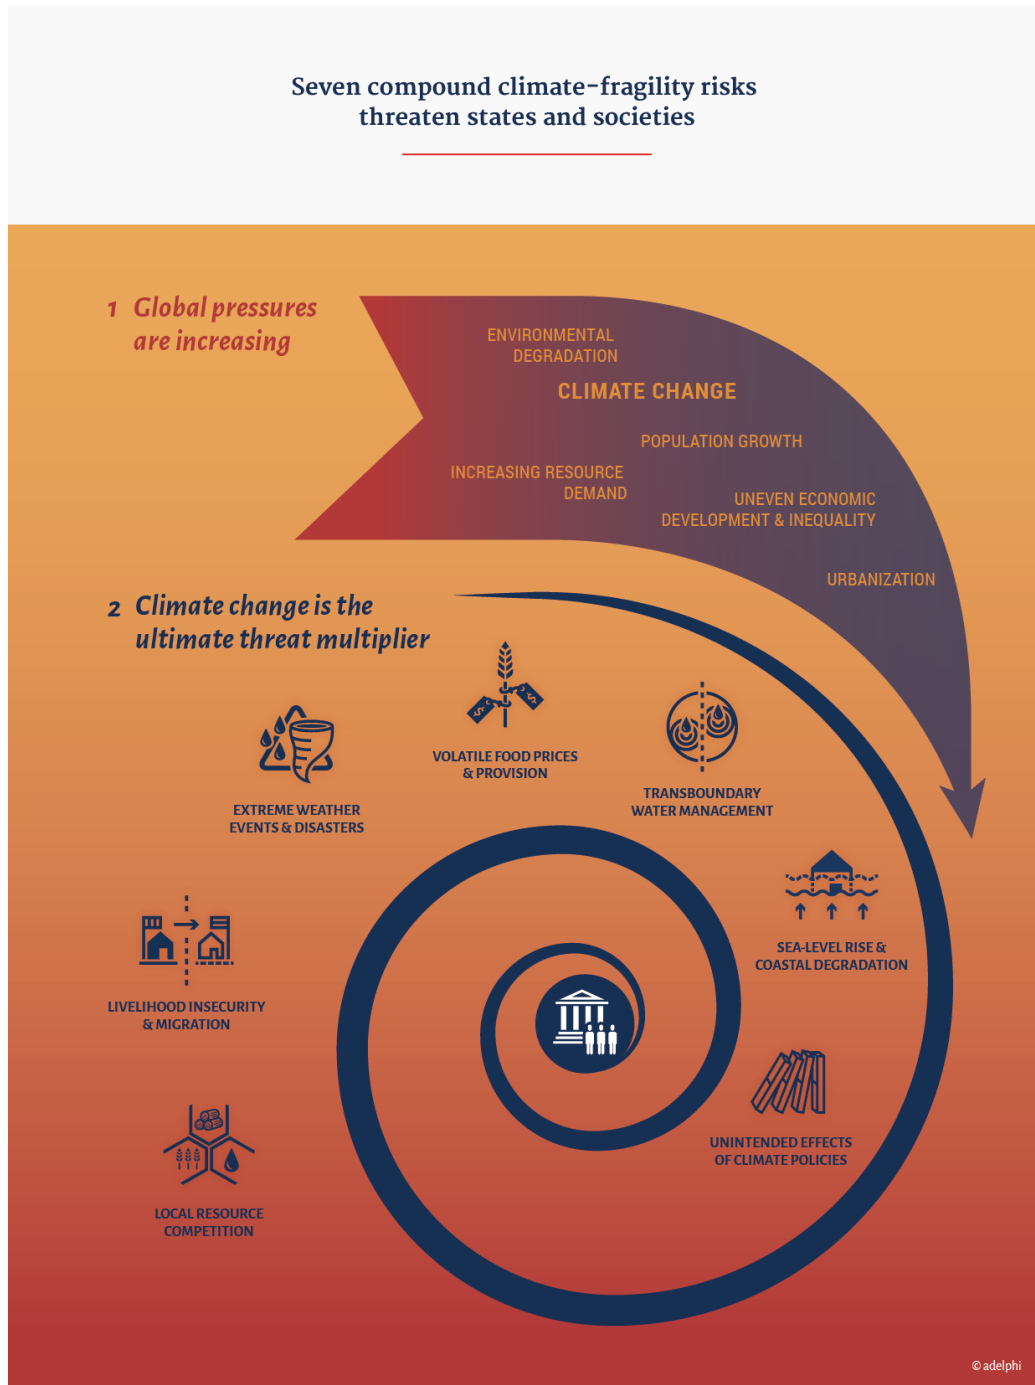 Seven compound climate-fragility risks
threaten states and societies
1 Global pressures
are increasing
ENVIRONMENTAL
DEGRADATION
CLIMATE CHANGE
POPULATION GROWTH
INCREASING RESOURCE
DEMAND
UNEVEN ECONOMIC
DEVELOPMENT & INEQUALITY
URBANIZATION
2 Climate change is the
ultimate threat multiplier
$ $
VOLATILE FOOD PRICES
& PROVISION
TRANSBOUNDARY
WATER MANAGEMENT
EXTREME WEATHER
EVENTS & DISASTERS
SEA-LEVEL RISE &
COASTAL DEGRADATION
LIVELIHOOD INSECURITY
& MIGRATION
UNINTENDED EFFECTS
OF CLIMATE POLICIES
LOCAL RESOURCE
COMPETITION
© adelphi